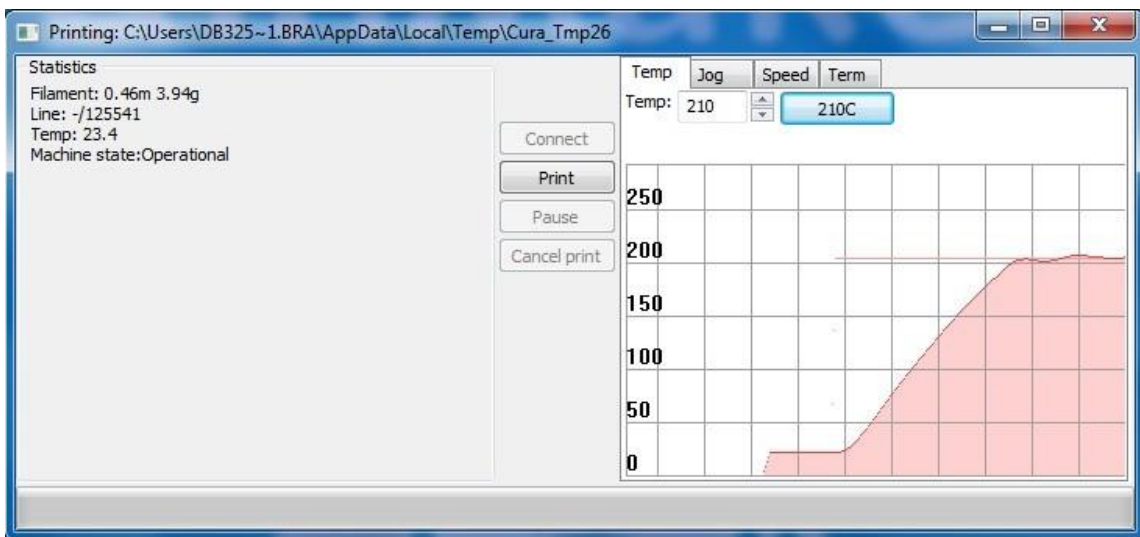 Printing: C:\Users\DB325~1.BRA\AppData\Local\Temp\Cura_Tmp26
Statistics
Filament: 0.46m 3.94g
Line: -/125541
Temp: 23.4
Machine state:Operational
Connect
Print
Pause
Cancel print
Temp Jog Speed Term
Temp: 210 210C
250
200
150
100
50
0